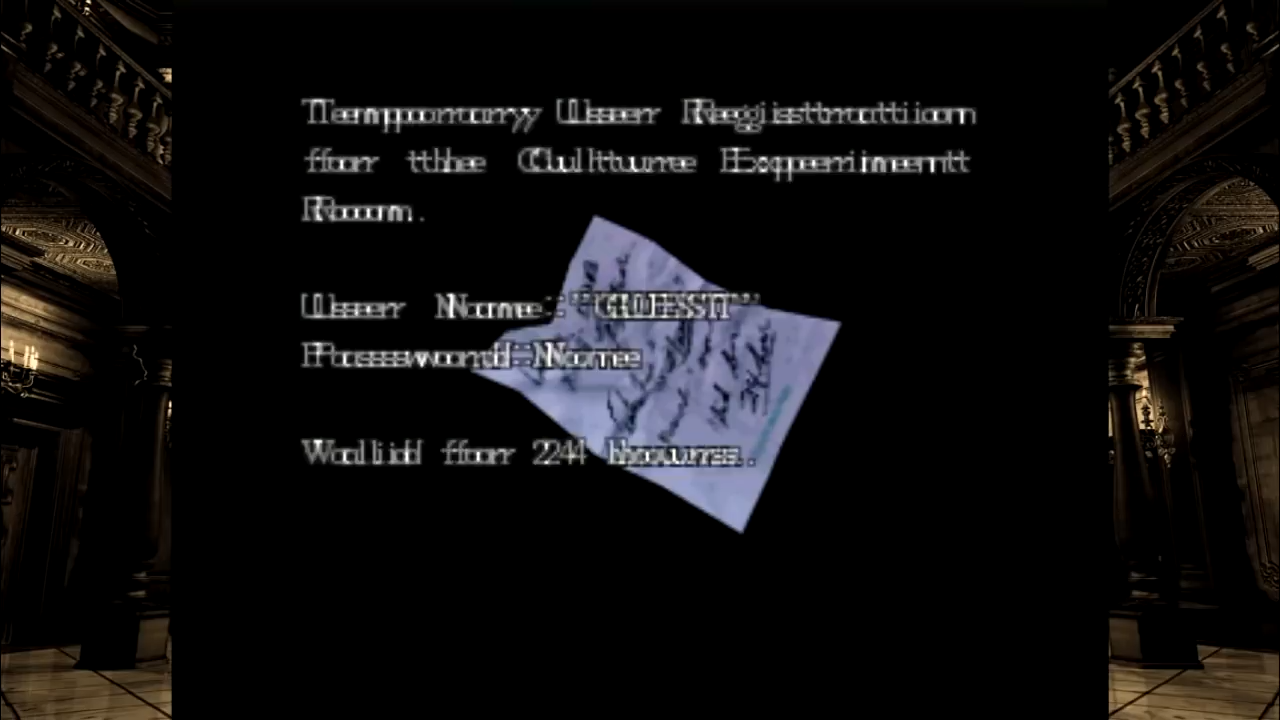 Temporary User Registration
for the Culture Experiment
Room.
User Name: "GUEST"
Password: None
Valid for 24 hours.